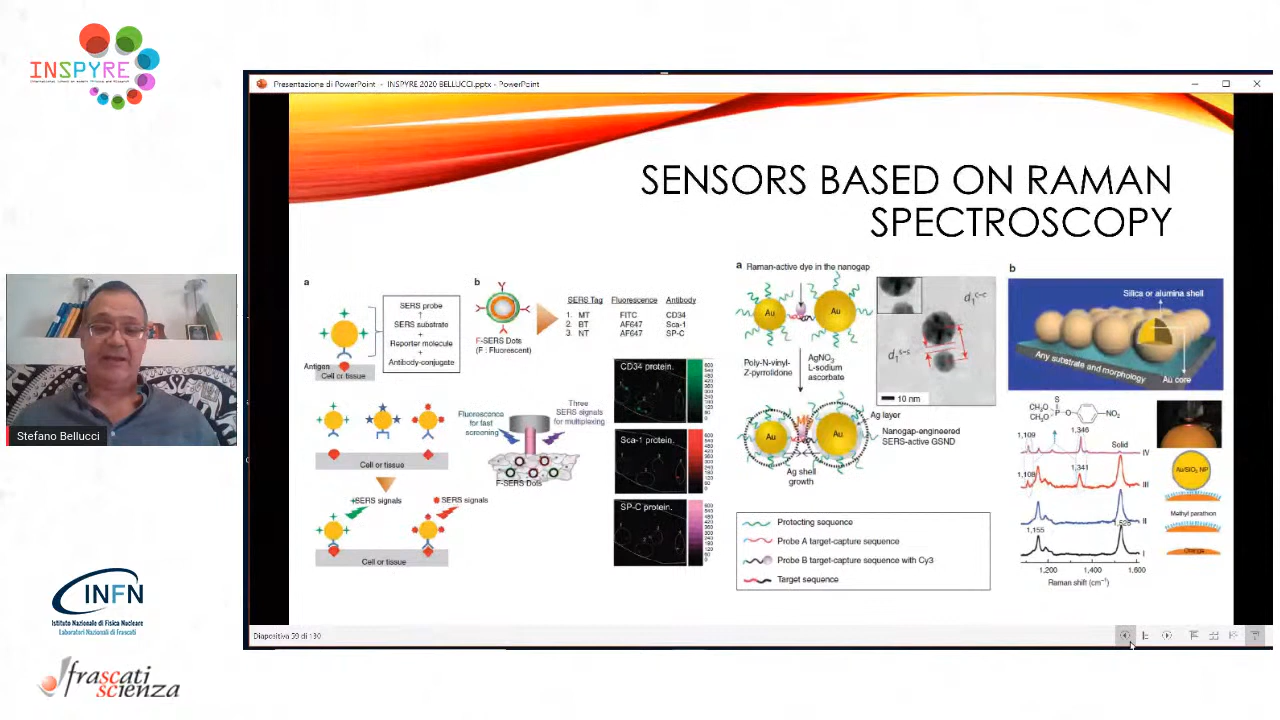 INSPYRE
Presentazione di PowerPoint - INSPYRE 2020 BELLUCCI.pptx - PowerPoint
SENSORS BASED ON RAMAN
SPECTROSCOPY
a
SERS probe
↑
SERS substrate
+
Reporter molecule
+
Antibody-conjugate
Antigen
Cell or tissue
Cell or tissue
SERS signals
SERS signals
Cell or tissue
b
F-SERS Dots
(F : Fluorescent)
SERS Tag Fluorescence Antibody
1. MT FITC CD34
2. BT AF647 Sca-1
3. NT AF647 SP-C
Fluorescence
for fast
screening
Three
SERS signals
for multiplexing
F-SERS Dots
CD34 protein.
Sca-1 protein.
SP-C protein.
a Raman-active dye in the nanogap
Au
Au
Poly-N-vinyl-
Z-pyrrolidone
AgNO3
L-sodium
ascorbate
d1 c-c
d1 s-s
10 nm
Au
Au
Ag layer
Nanogap-engineered
SERS-active GSND
Ag shell
growth
Protecting sequence
Probe A target-capture sequence
Probe B target-capture sequence with Cy3
Target sequence
b
Silica or alumina shell
Any substrate and morphology
Au core
S
CH3O
CH3O
P
O
NO2
1,109
1,346
Solid
IV
1,108
1,341
III
II
1,155
1,526
I
1,200 1,400 1,600
Raman shift (cm-1)
Au/SiO2 NP
Methyl parathion
Orange
Stefano Bellucci
INFN
Istituto Nazionale di Fisica Nucleare
Laboratori Nazionali di Frascati
frascati
scienza
Diapositiva 59 di 130